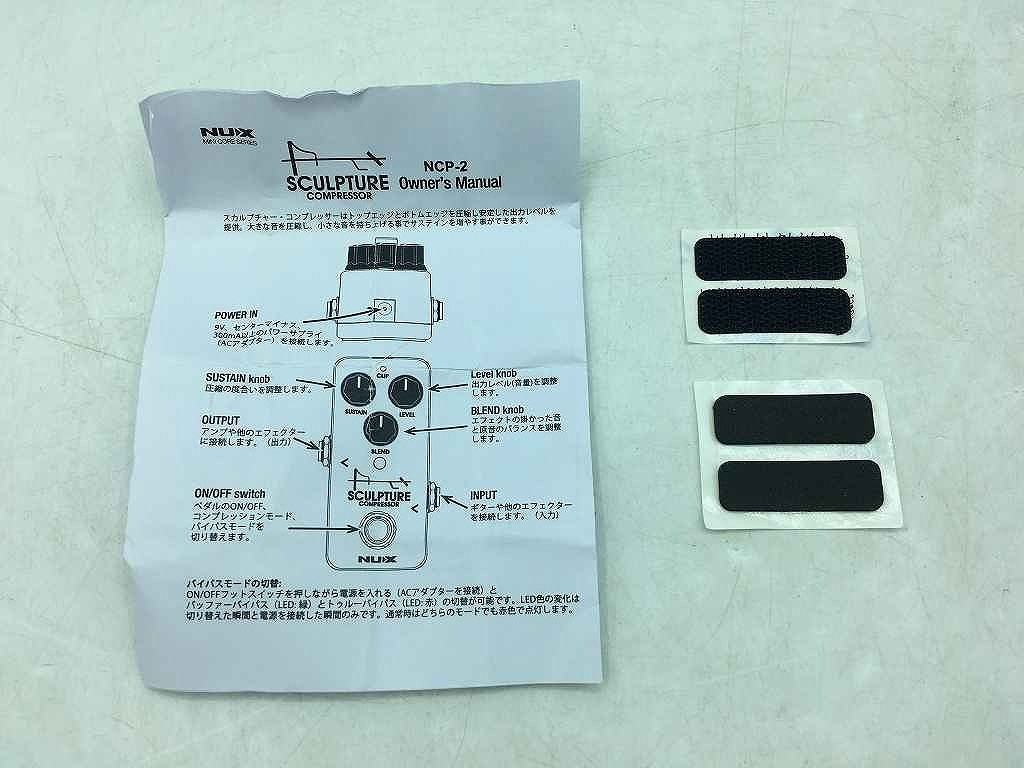 NUX
MINI CORE SERIES
SCULPTURE
COMPRESSOR
NCP-2
Owner's Manual
スカルプチャー・コンプレッサーはトップエッジとボトムエッジを圧縮し安定した出力レベルを
提供。大きな音を圧縮し、小さな音を持ち上げる事でサステインを増やす事ができます。
POWER IN
9V、センターマイナス、
300mA以上のパワーサプライ
（ACアダプター）を接続します。
SUSTAIN knob
圧縮の度合いを調整します。
Level knob
出力レベル(音量)を調整
します。
CLIP
SUSTAIN
LEVEL
BLEND knob
エフェクトの掛かった音
と原音のバランスを調整
します。
OUTPUT
アンプや他のエフェクター
に接続します。（出力）
BLEND
SCULPTURE
COMPRESSOR
ON/OFF switch
ペダルのON/OFF、
コンプレッションモード、
バイパスモードを
切り替えます。
INPUT
ギターや他のエフェクター
を接続します。（入力）
NUX
バイパスモードの切替:
ON/OFFフットスイッチを押しながら電源を入れる（ACアダプターを接続）と
バッファーバイパス（LED: 緑）とトゥルーバイパス（LED: 赤）の切替が可能です。LED色の変化は
切り替えた瞬間と電源を接続した瞬間のみです。通常時はどちらのモードでも赤色で点灯します。